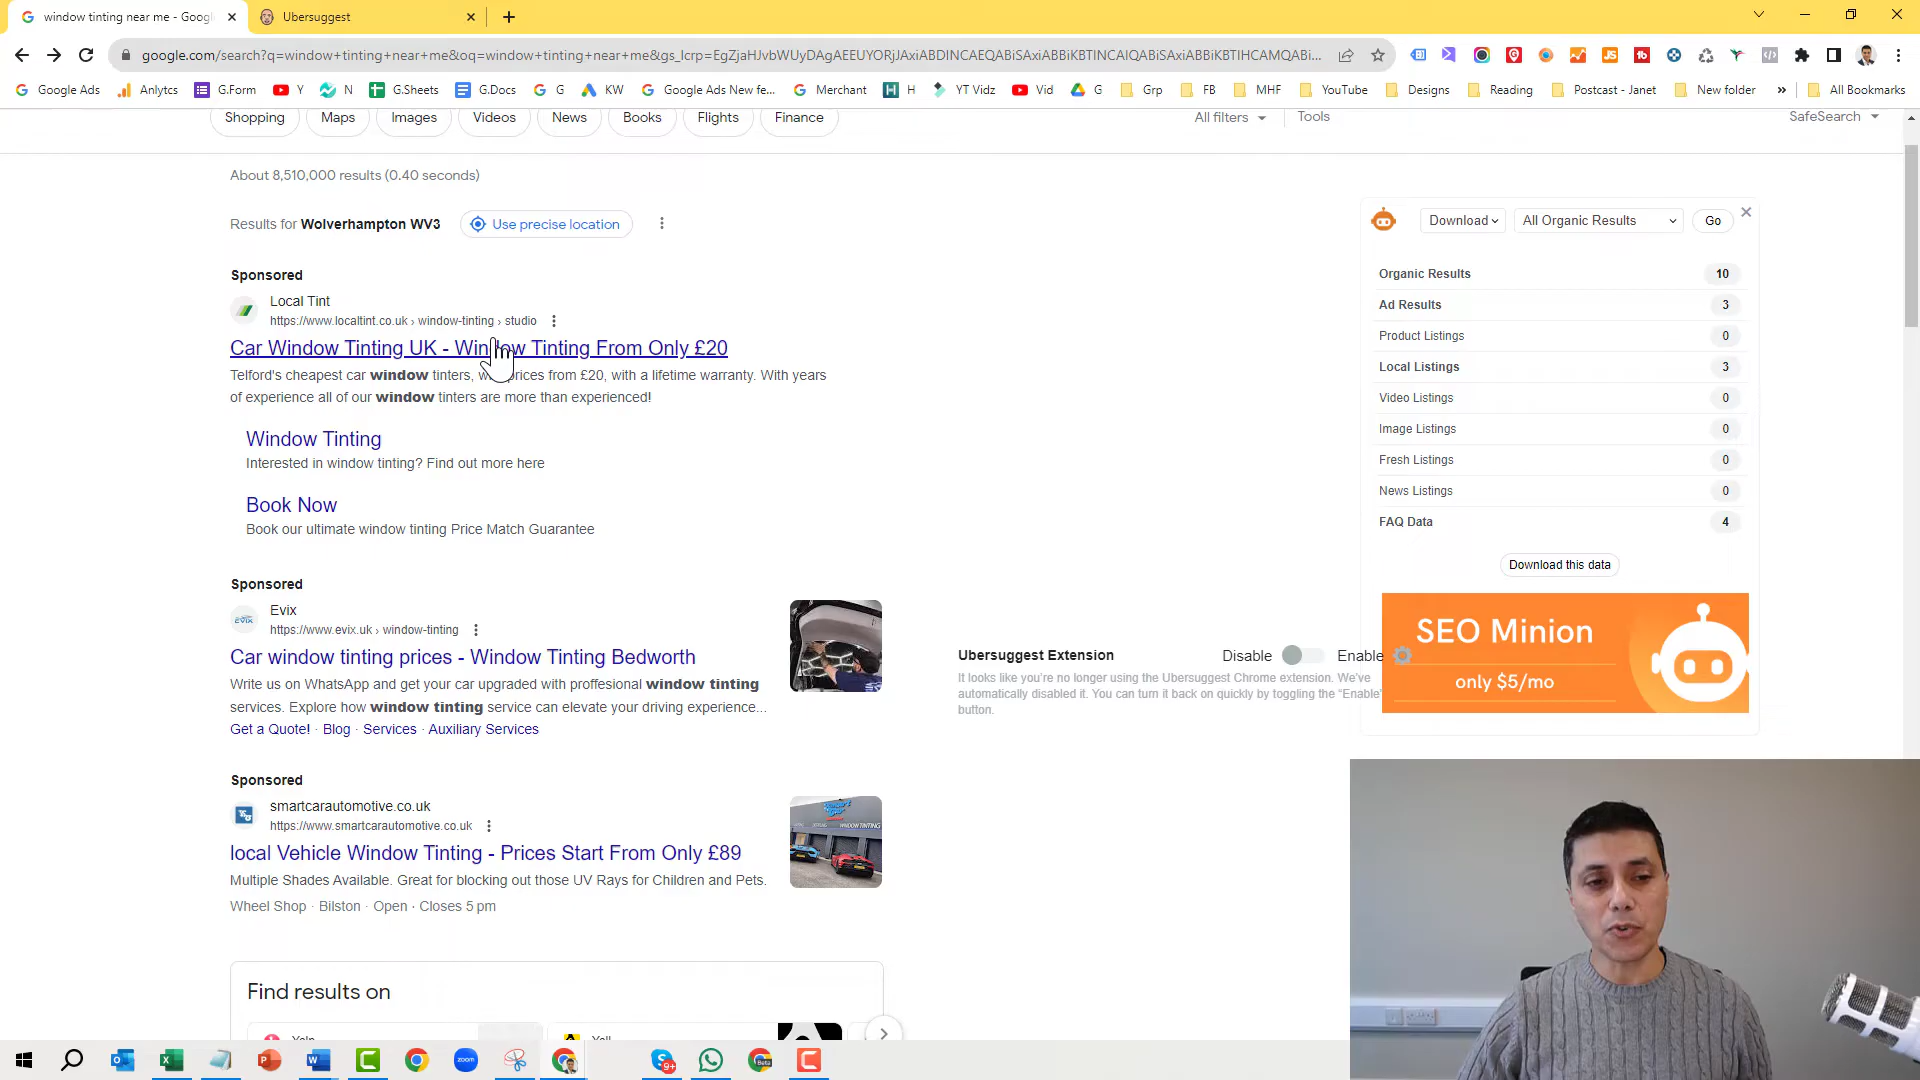 window tinting near me - Goog
Ubersuggest
google.com/search?q=window+tinting+near+me&oq=window+tinting+near+me&gs_lcrp=EgZjaHJvbWUyDAgAEEUYORjJAxiABDINCAEQABiSAxiABBiKBTINCAIQABiSAxiABBiKBTIHCAMQABi...
Google Ads
Anlytcs
G.Form
Y
N
G.Sheets
G.Docs
G
KW
Google Ads New fe...
Merchant
H
YT Vidz
Vid
G
Grp
FB
MHF
YouTube
Designs
Reading
Postcast - Janet
New folder
»
All Bookmarks
Shopping
Maps
Images
Videos
News
Books
Flights
Finance
All filters
Tools
SafeSearch
About 8,510,000 results (0.40 seconds)
Results for Wolverhampton WV3
Use precise location
Sponsored
Local Tint
https://www.localtint.co.uk › window-tinting › studio
Car Window Tinting UK - Window Tinting From Only £20
Telford's cheapest car window tinters, prices from £20, with a lifetime warranty. With years
of experience all of our window tinters are more than experienced!
Window Tinting
Interested in window tinting? Find out more here
Book Now
Book our ultimate window tinting Price Match Guarantee
Sponsored
Evix
https://www.evix.uk › window-tinting
Car window tinting prices - Window Tinting Bedworth
Write us on WhatsApp and get your car upgraded with proffesional window tinting
services. Explore how window tinting service can elevate your driving experience...
Get a Quote! · Blog · Services · Auxiliary Services
Sponsored
smartcarautomotive.co.uk
https://www.smartcarautomotive.co.uk
local Vehicle Window Tinting - Prices Start From Only £89
Multiple Shades Available. Great for blocking out those UV Rays for Children and Pets.
Wheel Shop · Bilston · Open · Closes 5 pm
Find results on
Yelp
Yell
Download
All Organic Results
Go
Organic Results 10
Ad Results 3
Product Listings 0
Local Listings 3
Video Listings 0
Image Listings 0
Fresh Listings 0
News Listings 0
FAQ Data 4
Download this data
SEO Minion
only $5/mo
Ubersuggest Extension
Disable
Enable
It looks like you're no longer using the Ubersuggest Chrome extension. We've
automatically disabled it. You can turn it back on quickly by toggling the "Enable"
button.
zoom
9+
Beta